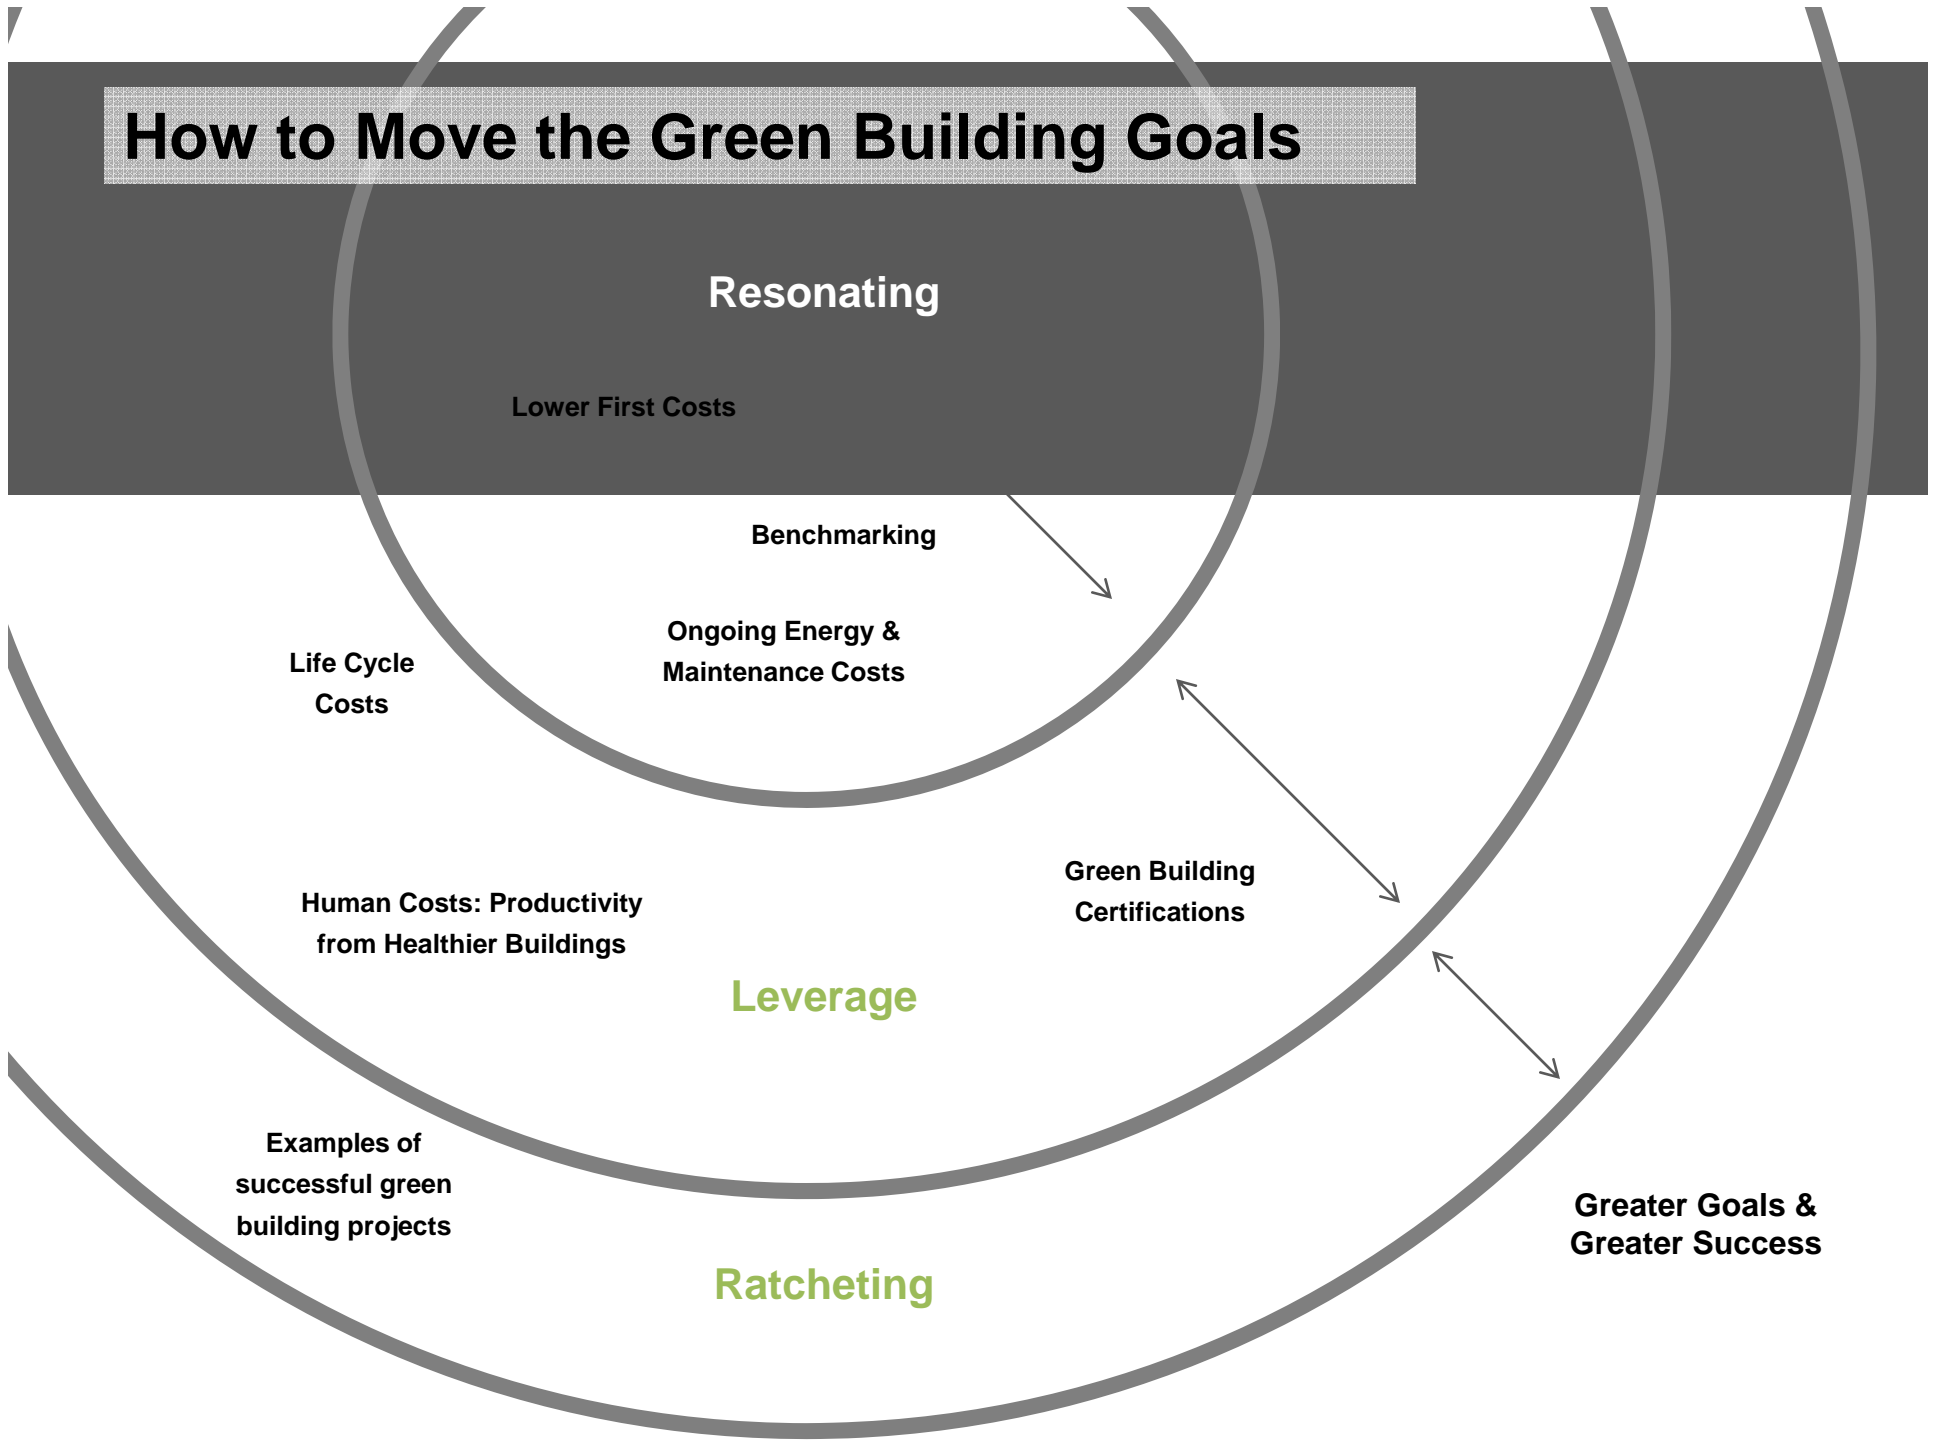 How to Move the Green Building Goals
Resonating
Lower First Costs
Benchmarking
Ongoing Energy &
Maintenance Costs
Life Cycle
Costs
Green Building
Certifications
Human Costs: Productivity
from Healthier Buildings
Leverage
Examples of
successful green
building projects
Greater Goals &
Greater Success
Ratcheting